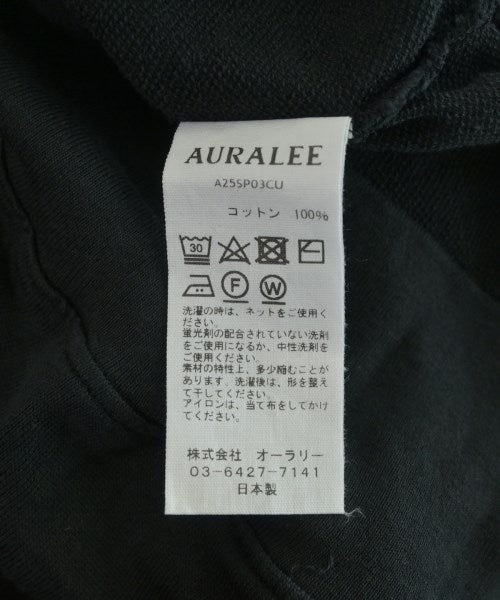 AURALEE
A25SP03CU
コットン 100%
30
F W
洗濯の時は、ネットをご使用く
ださい。
蛍光剤の配合されていない洗剤
をご使用になるか、中性洗剤を
ご使用ください。
素材の特性上、多少縮むことが
あります。洗濯後は、形を整え
て干してください。
アイロンは、当て布をしてかけ
てください。
株式会社 オーラリー
03-6427-7141
日本製